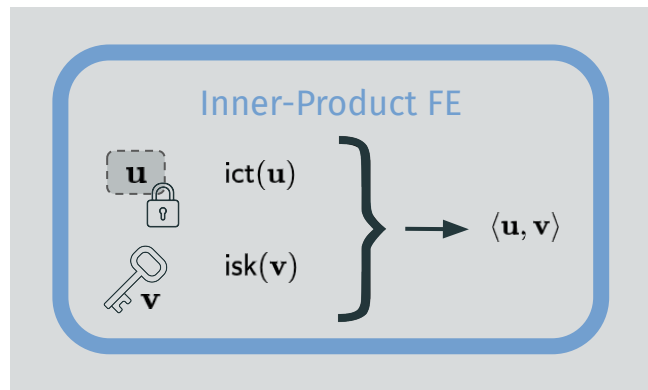 Inner-Product FE
u ict(u)
⟨u, v⟩
v isk(v)